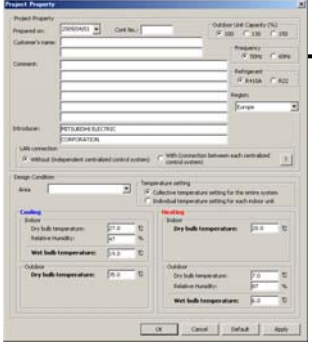 Project Property
Project Property
Prepared on: 2009/04/01 Cont No.:
Outdoor Unit Capacity (%)
100 130 150
Customer's name:
Frequency
50Hz 60Hz
Comment:
Refrigerant
R410A R22
Region:
Europe
Introducer: MITSUBISHI ELECTRIC
CORPORATION
LAN connection
Without (independent centralized control system)
With (connection between each centralized control system)
Design Condition
Area
Temperature setting
Collective temperature setting for the entire system
Individual temperature setting for each indoor unit
Cooling
Indoor
Dry bulb temperature: 27.0 °C
Relative Humidity: 47 %
Wet bulb temperature: 19.0 °C
Outdoor
Dry bulb temperature: 35.0 °C
Heating
Indoor
Dry bulb temperature: 20.0 °C
Outdoor
Dry bulb temperature: 7.0 °C
Relative Humidity: 87 %
Wet bulb temperature: 6.0 °C
OK Cancel Default Apply